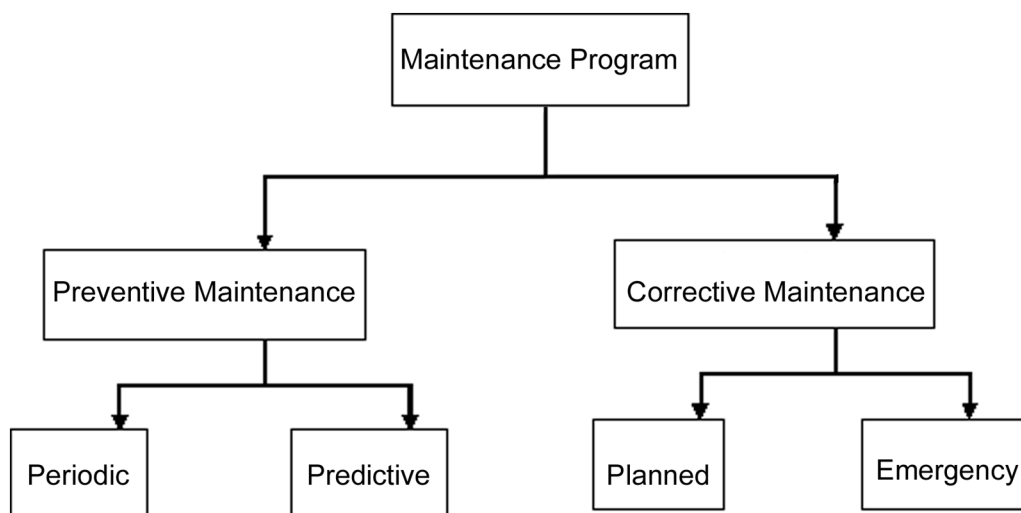 Maintenance Program
Preventive Maintenance
Corrective Maintenance
Periodic
Predictive
Planned
Emergency